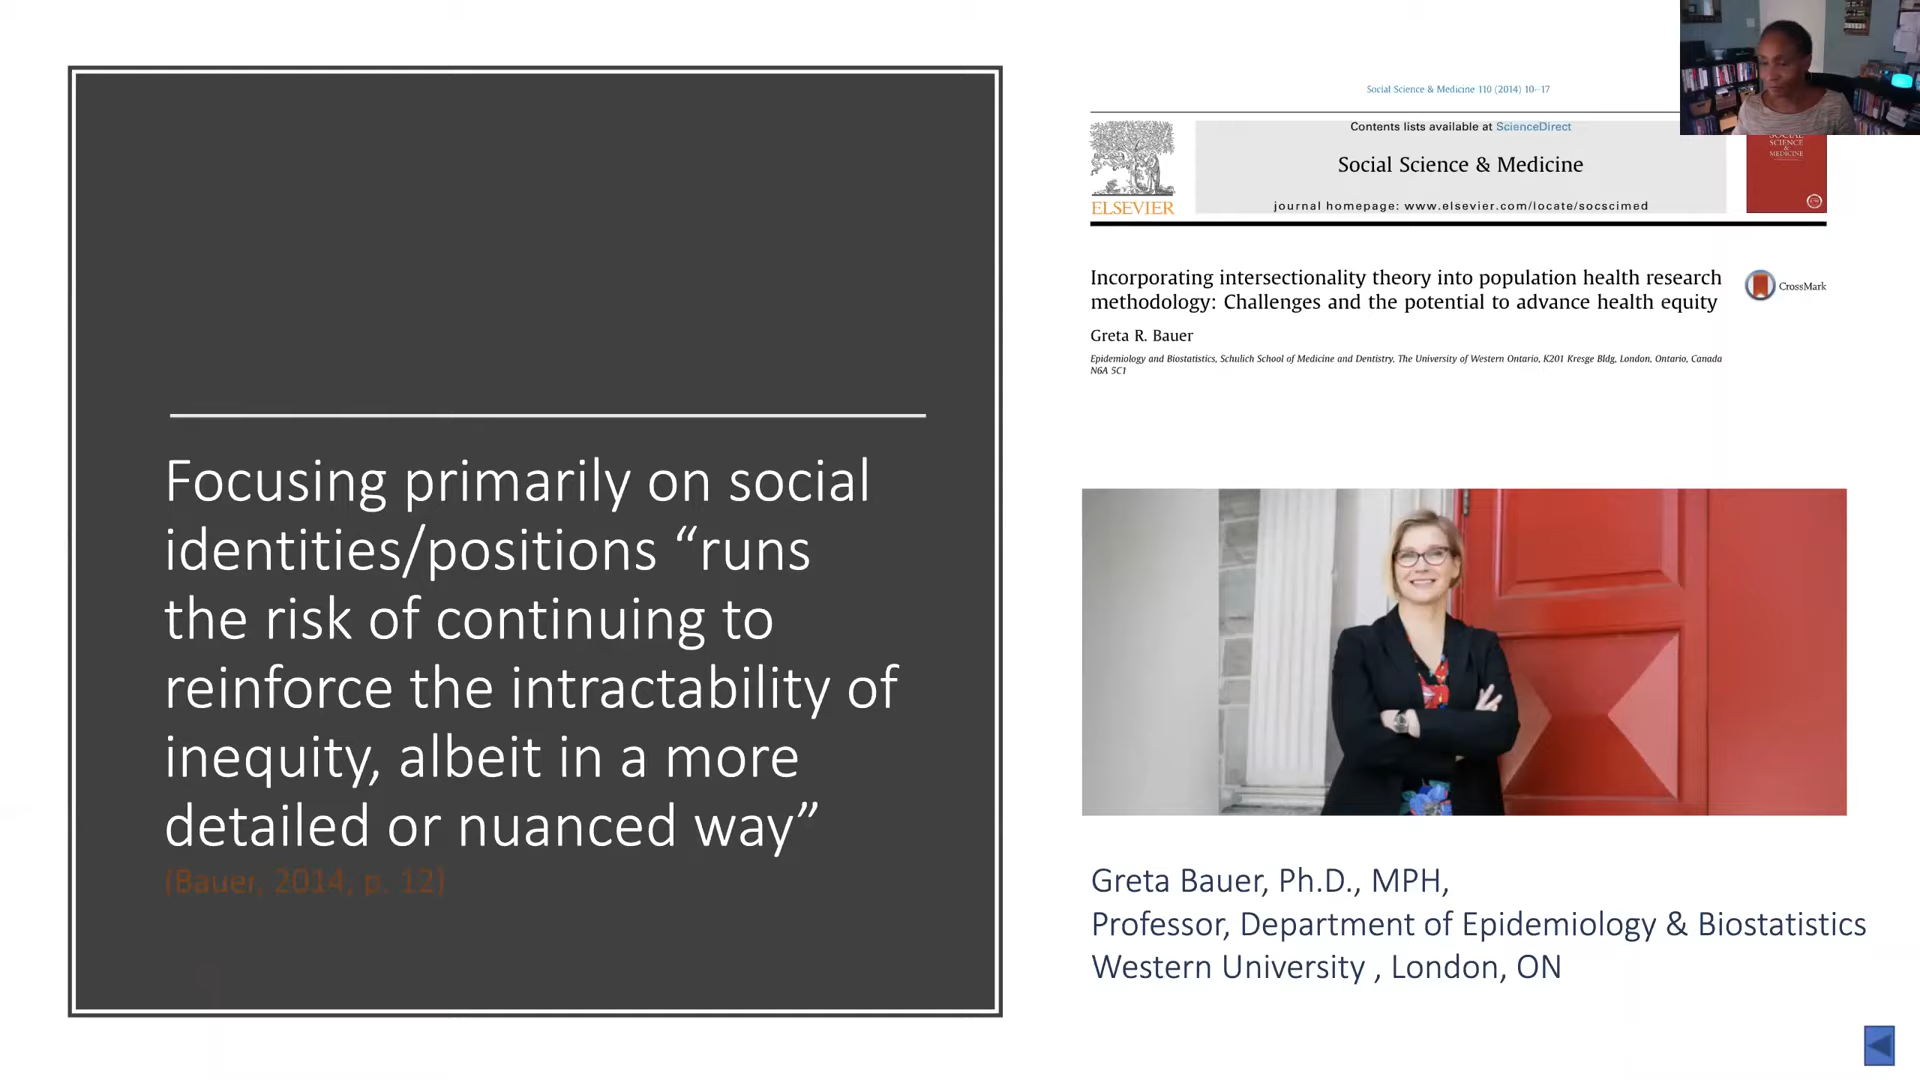 Focusing primarily on social
identities/positions “runs
the risk of continuing to
reinforce the intractability of
inequity, albeit in a more
detailed or nuanced way”
(Bauer, 2014, p. 12)
Social Science & Medicine 110 (2014) 10–17
Contents lists available at ScienceDirect
Social Science & Medicine
journal homepage: www.elsevier.com/locate/socscimed
ELSEVIER
SOCIAL
SCIENCE
&
MEDICINE
Incorporating intersectionality theory into population health research
methodology: Challenges and the potential to advance health equity
CrossMark
Greta R. Bauer
Epidemiology and Biostatistics, Schulich School of Medicine and Dentistry, The University of Western Ontario, K201 Kresge Bldg, London, Ontario, Canada
N6A 5C1
Greta Bauer, Ph.D., MPH,
Professor, Department of Epidemiology & Biostatistics
Western University , London, ON